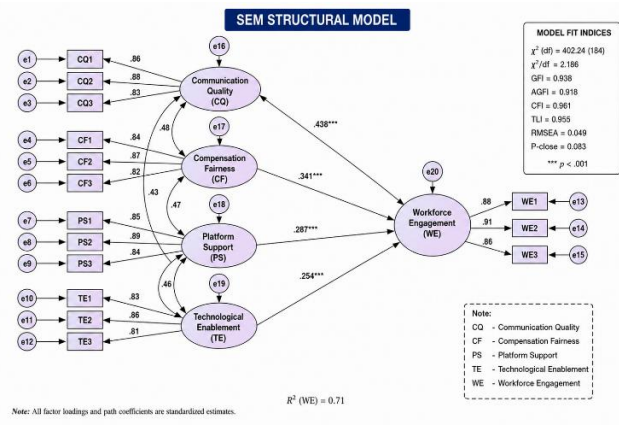 SEM STRUCTURAL MODEL
MODEL FIT INDICES
χ² (df) = 402.24 (184)
χ²/df = 2.186
GFI = 0.938
AGFI = 0.918
CFI = 0.961
TLI = 0.955
RMSEA = 0.049
P-close = 0.083
*** p < .001
e16
e1 CQ1 .86
e2 CQ2 .88
e3 CQ3 .83
Communication
Quality
(CQ)
.48
.438***
e17
e4 CF1 .84
e5 CF2 .87
e6 CF3 .82
Compensation
Fairness
(CF)
.341***
e20
.43
.47
e18
e7 PS1 .85
e8 PS2 .89
e9 PS3 .84
Platform
Support
(PS)
.287***
Workforce
Engagement
(WE)
.88 WE1 e13
.91 WE2 e14
.86 WE3 e15
.254***
.46
e19
e10 TE1 .83
e11 TE2 .86
e12 TE3 .81
Technological
Enablement
(TE)
Note:
CQ - Communication Quality
CF - Compensation Fairness
PS - Platform Support
TE - Technological Enablement
WE - Workforce Engagement
R² (WE) = 0.71
Note: All factor loadings and path coefficients are standardized estimates.